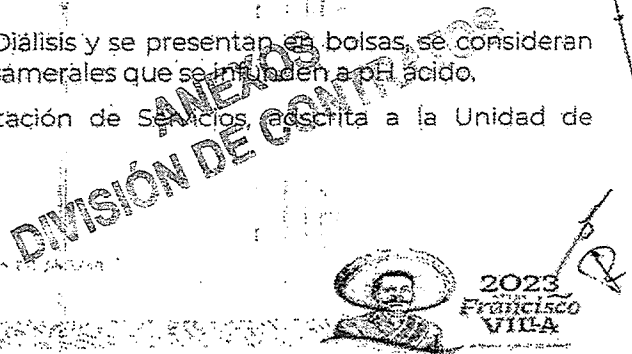 Diálisis y se presentan en bolsas, se consideran
camerales que se infunden a pH ácido.
tación de Servicios, adscrita a la Unidad de
ANEXOS
DIVISIÓN DE CONTRATOS
2023
Francisco
VILLA